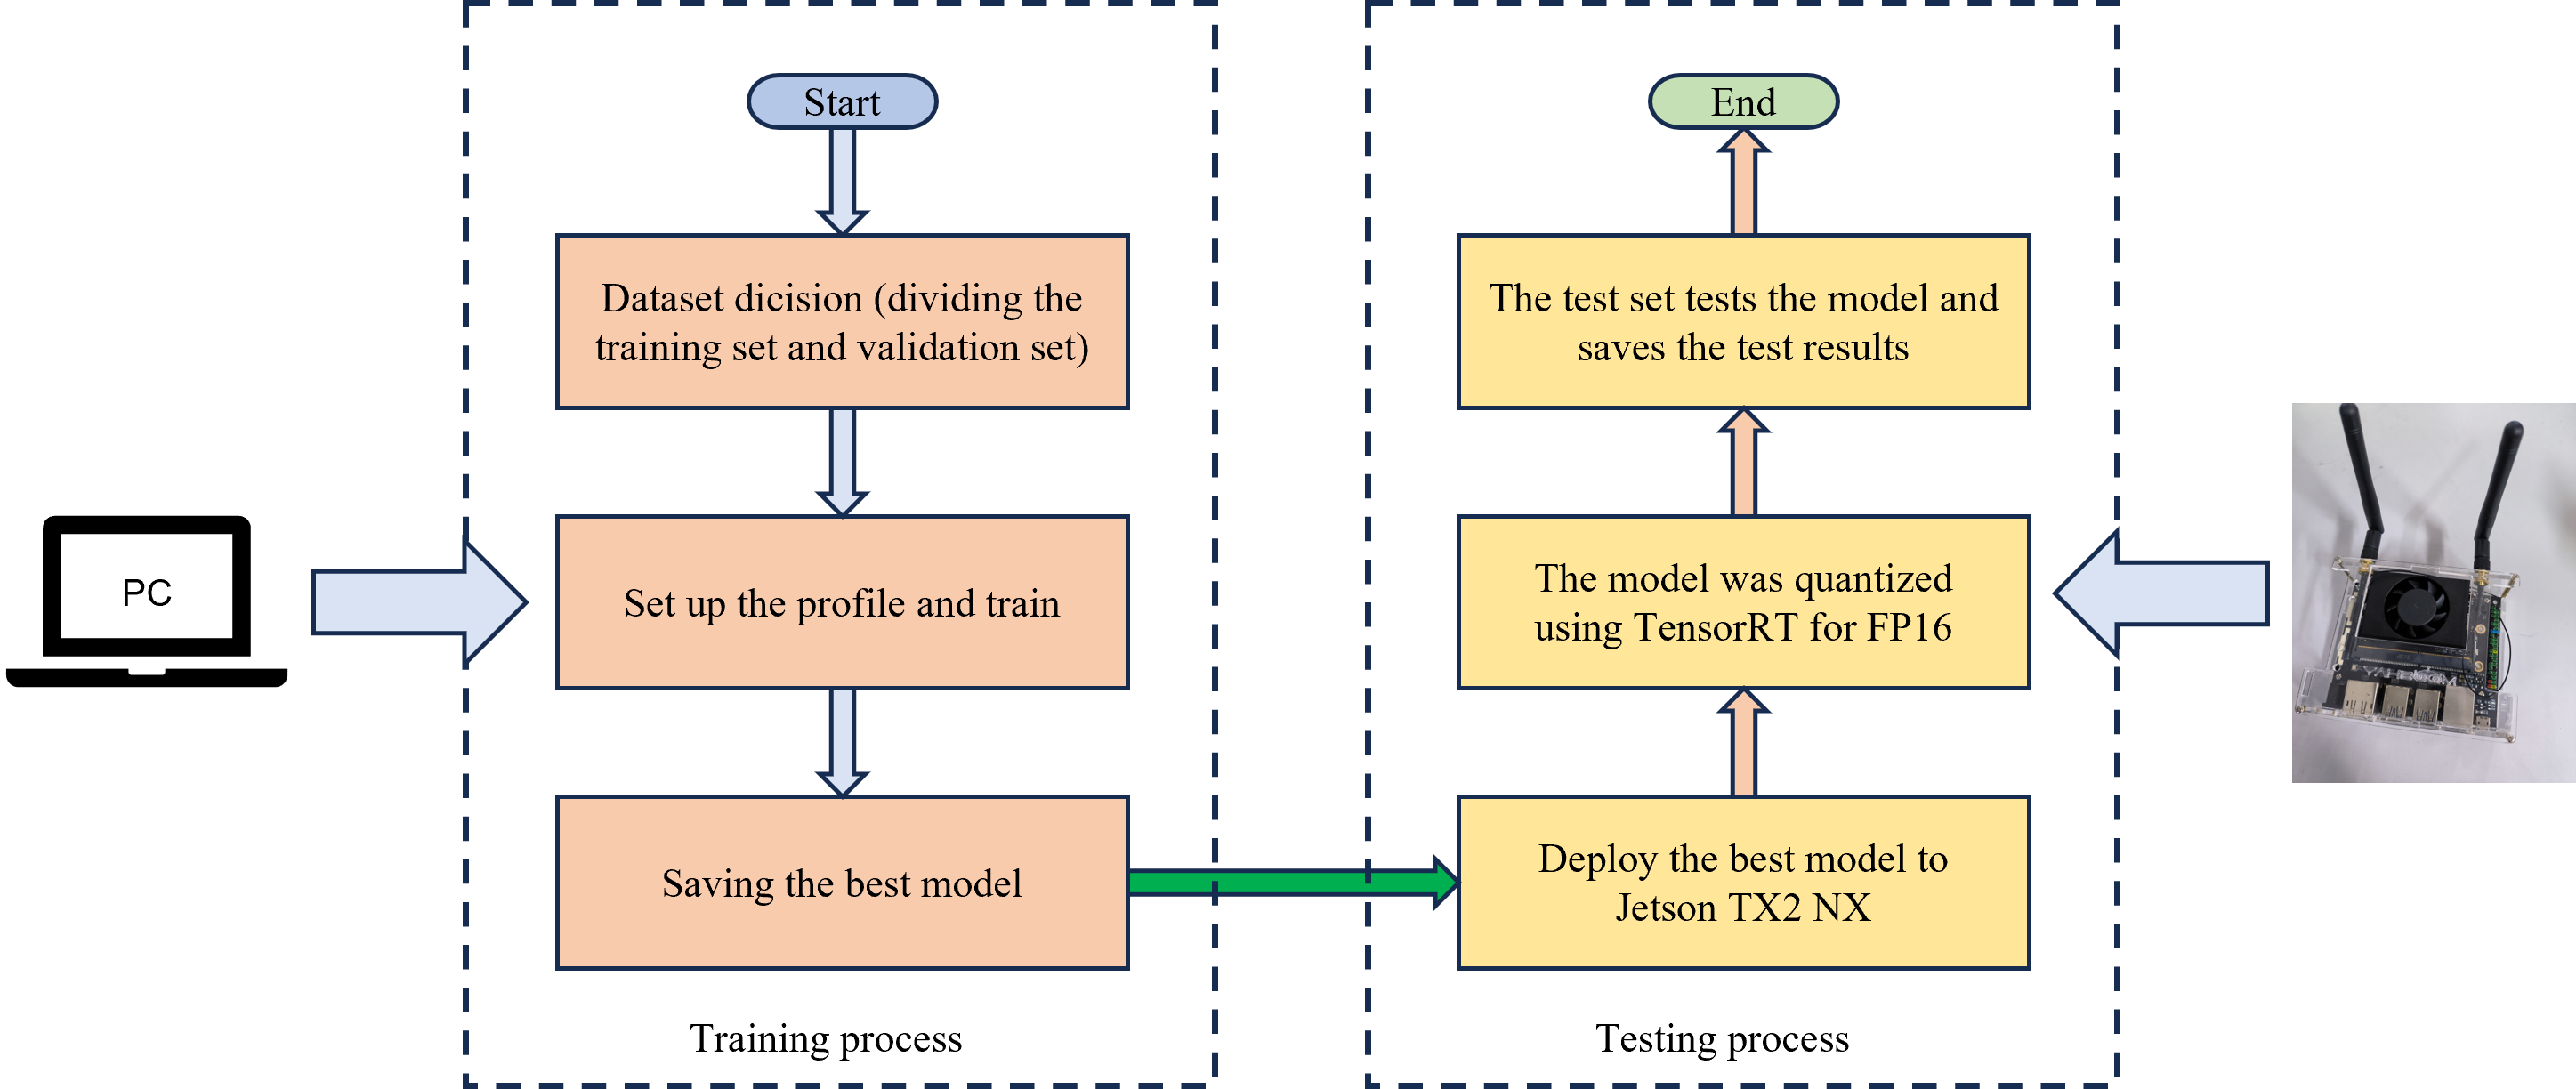 Start
Dataset dicision (dividing the
training set and validation set)
Set up the profile and train
Saving the best model
Training process
PC
End
The test set tests the model and
saves the test results
The model was quantized
using TensorRT for FP16
Deploy the best model to
Jetson TX2 NX
Testing process